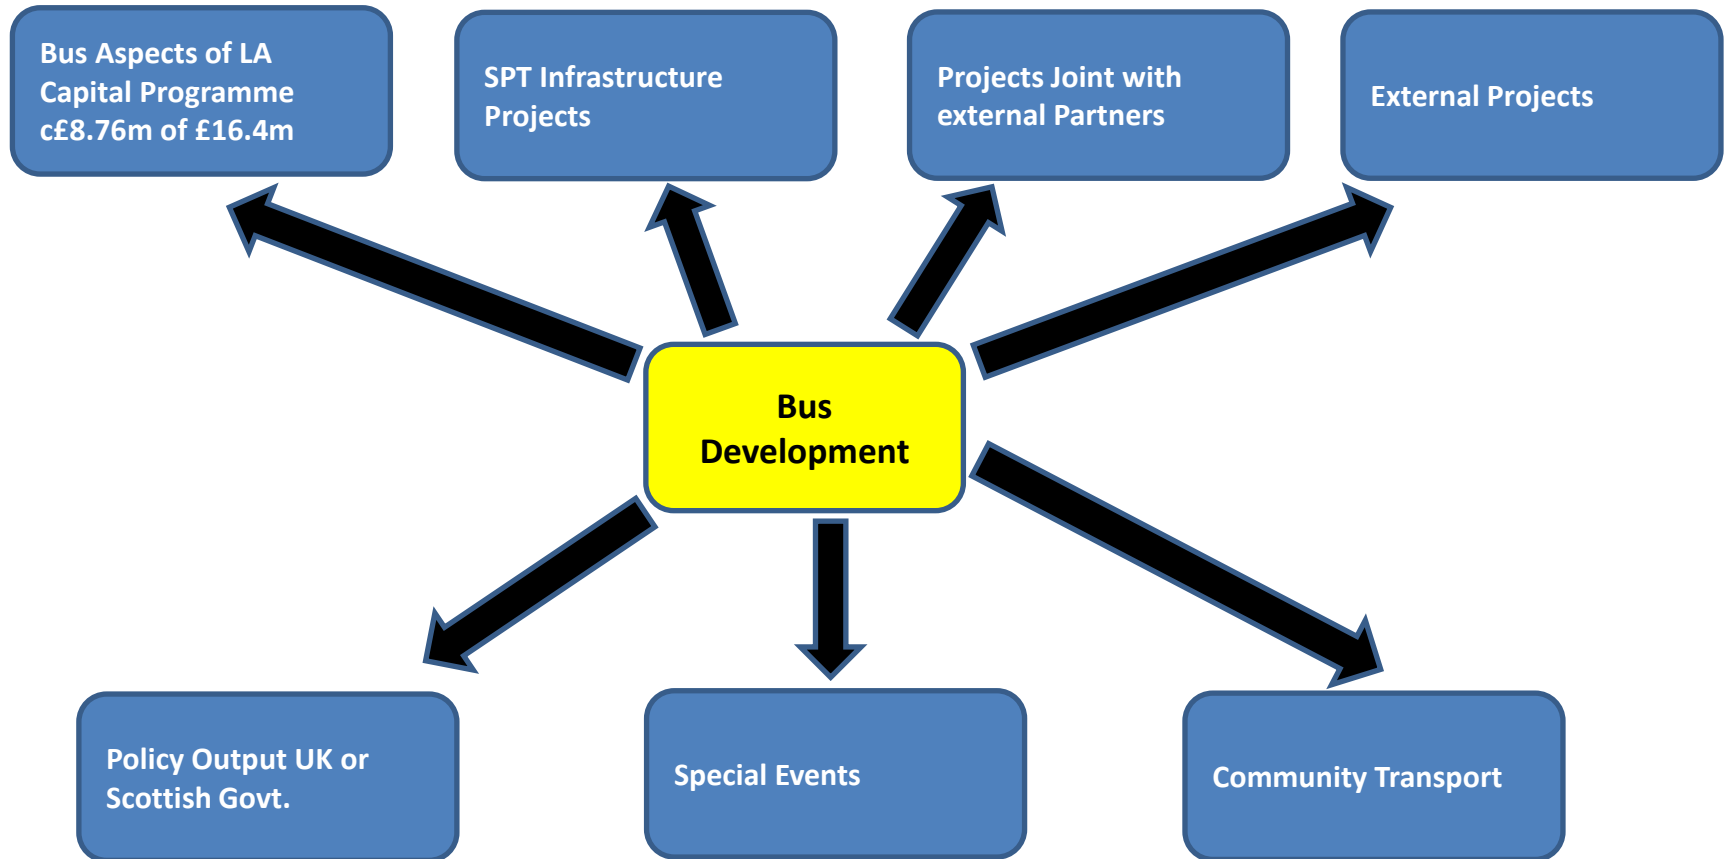 Bus Aspects of LA
Capital Programme
c£8.76m of £16.4m
SPT Infrastructure
Projects
Projects Joint with
external Partners
External Projects
Bus
Development
Policy Output UK or
Scottish Govt.
Special Events
Community Transport